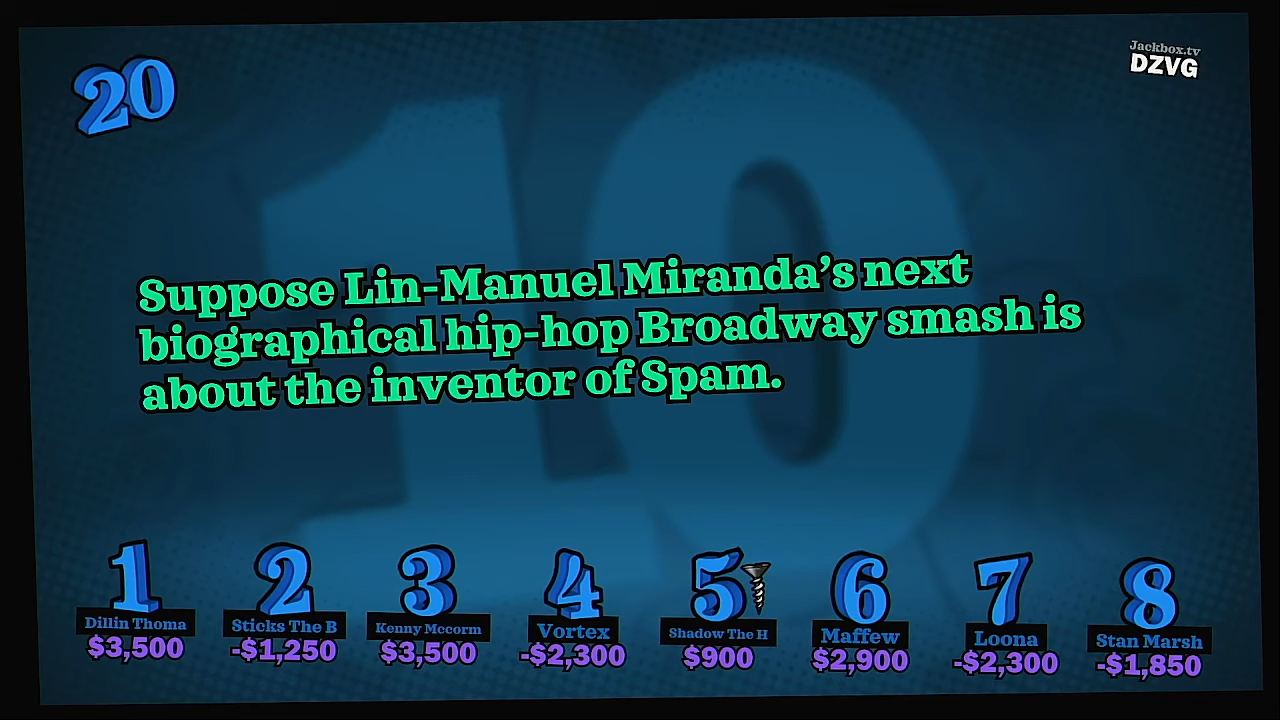 20
Jackbox.tv
DZVG
10
Suppose Lin-Manuel Miranda's next
biographical hip-hop Broadway smash is
about the inventor of Spam.
1 2 3 4 5 6 7 8
Dillin Thoma Sticks The B Kenny Mccorm Vortex Shadow The H Maffew Loona Stan Marsh
$3,500 -$1,250 $3,500 -$2,300 $900 $2,900 -$2,300 -$1,850